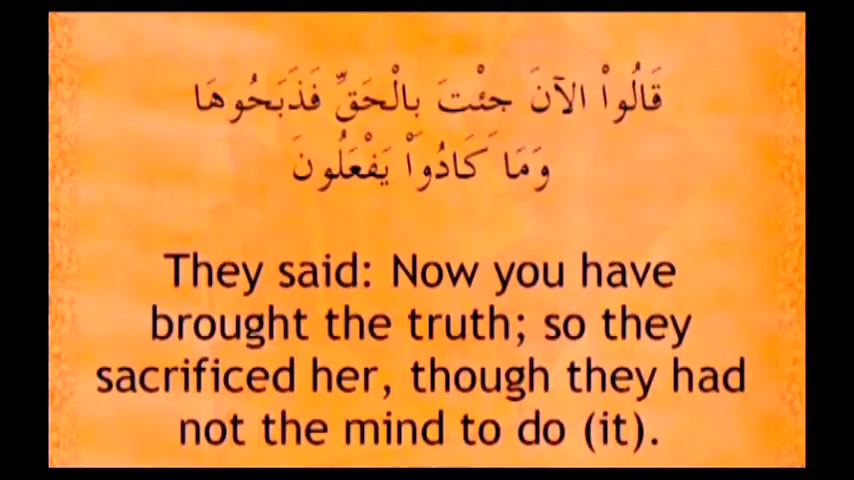 قَالُواْ الآنَ جِئْتَ بِالْحَقِّ فَذَبَحُوهَا
وَمَا كَادُواْ يَفْعَلُونَ
They said: Now you have
brought the truth; so they
sacrificed her, though they had
not the mind to do (it).